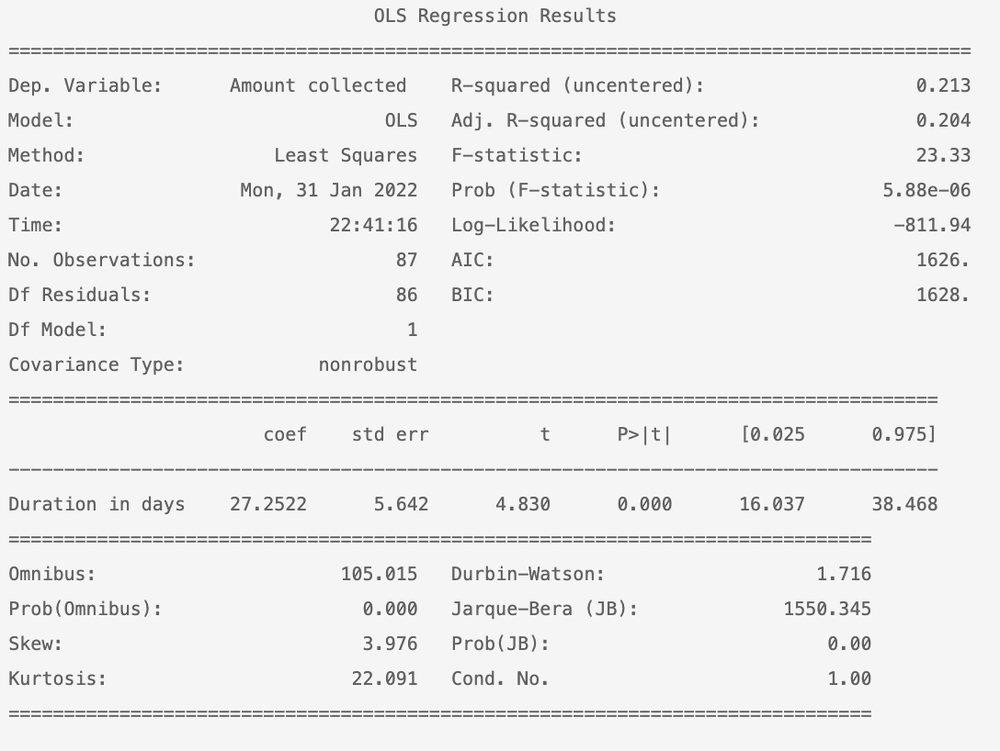 OLS Regression Results
==============================================================================
Dep. Variable: Amount collected R-squared (uncentered): 0.213
Model: OLS Adj. R-squared (uncentered): 0.204
Method: Least Squares F-statistic: 23.33
Date: Mon, 31 Jan 2022 Prob (F-statistic): 5.88e-06
Time: 22:41:16 Log-Likelihood: -811.94
No. Observations: 87 AIC: 1626.
Df Residuals: 86 BIC: 1628.
Df Model: 1
Covariance Type: nonrobust
==============================================================================
coef std err t P>|t| [0.025 0.975]
------------------------------------------------------------------------------
Duration in days 27.2522 5.642 4.830 0.000 16.037 38.468
==============================================================================
Omnibus: 105.015 Durbin-Watson: 1.716
Prob(Omnibus): 0.000 Jarque-Bera (JB): 1550.345
Skew: 3.976 Prob(JB): 0.00
Kurtosis: 22.091 Cond. No. 1.00
==============================================================================